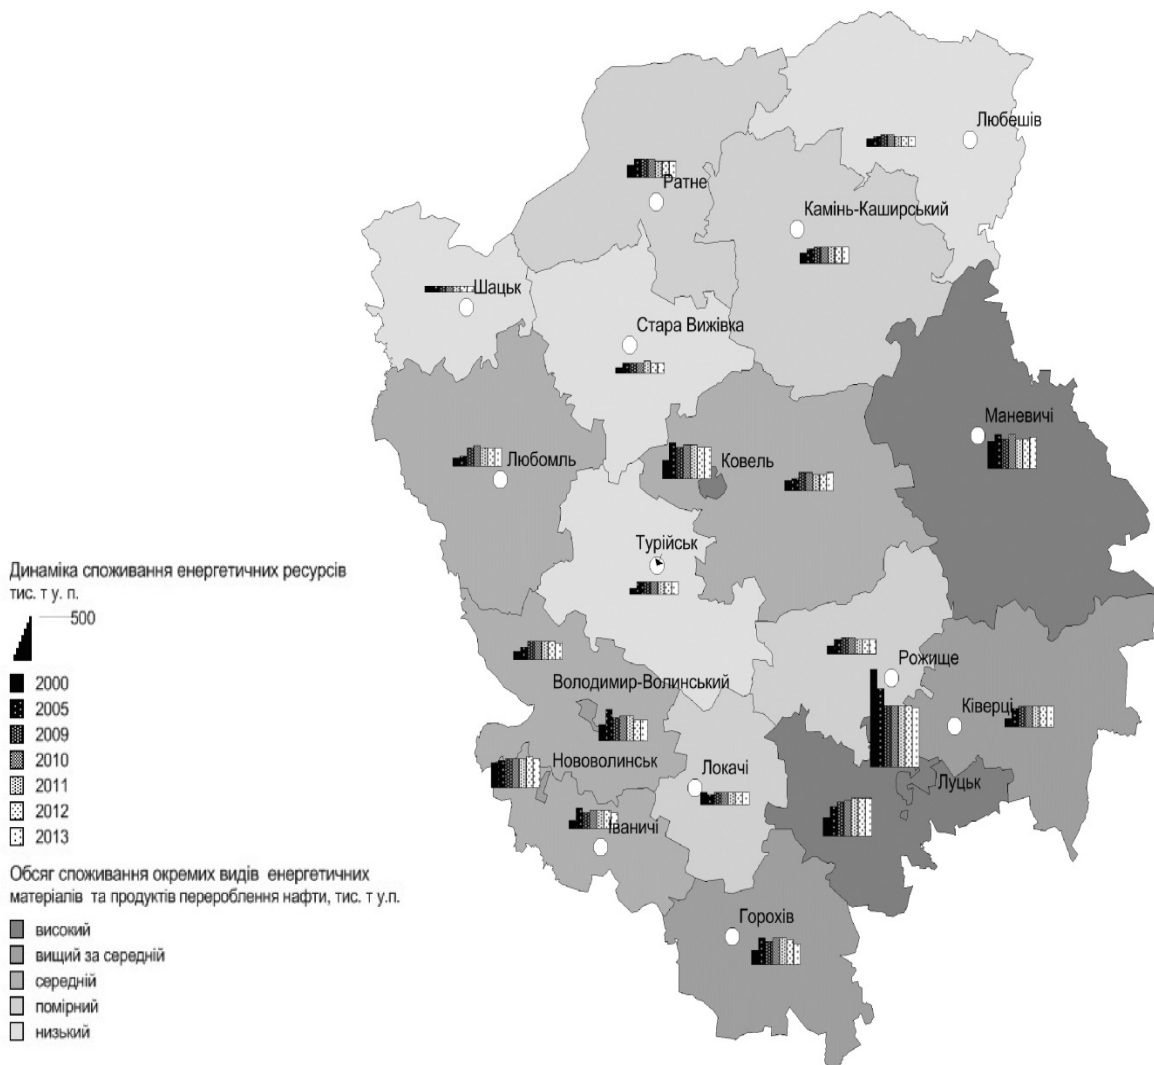 Любешів
Ратне
Камінь-Каширський
Шацьк
Стара Вижівка
Маневичі
Любомль
Ковель
Турійськ
Динаміка споживання енергетичних ресурсів
тис. т у. п.
500
2000
2005
2009
2010
2011
2012
2013
Рожище
Володимир-Волинський
Ківерці
Нововолинськ
Локачі
Луцьк
Іваничі
Горохів
Обсяг споживання окремих видів енергетичних
матеріалів та продуктів перероблення нафти, тис. т у.п.
високий
вищий за середній
середній
помірний
низький